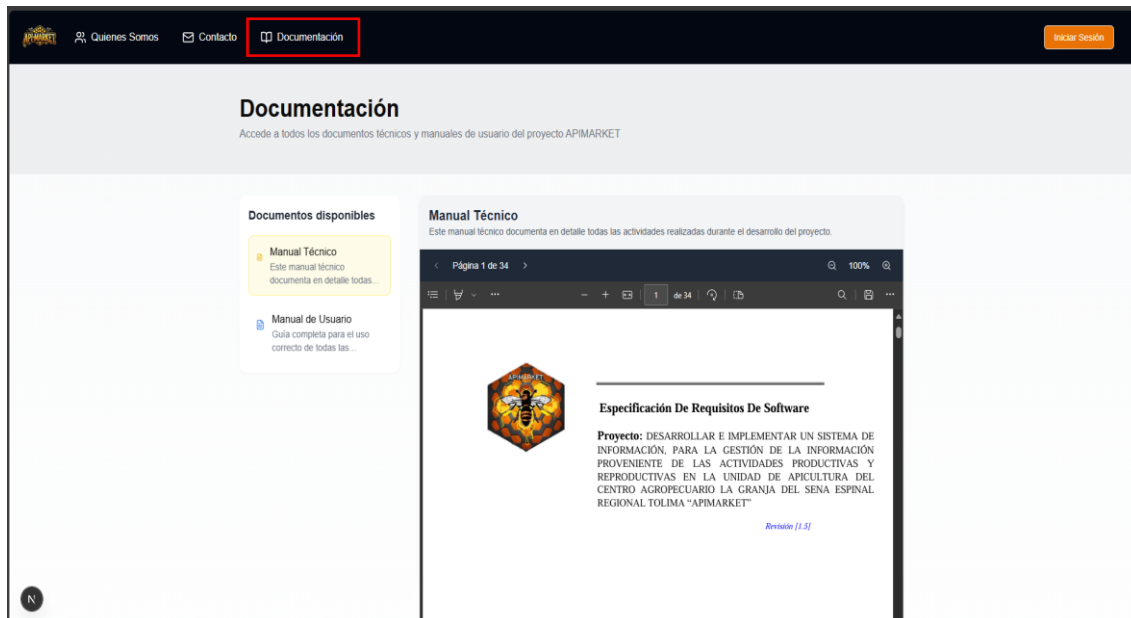 API-MARKET
Quienes Somos
Contacto
Documentación
Iniciar Sesión
Documentación
Accede a todos los documentos técnicos y manuales de usuario del proyecto APIMARKET
Documentos disponibles
Manual Técnico
Este manual técnico
documenta en detalle todas...
Manual de Usuario
Guía completa para el uso
correcto de todas las...
Manual Técnico
Este manual técnico documenta en detalle todas las actividades realizadas durante el desarrollo del proyecto.
Página 1 de 34
100%
1 de 34
APIMARKET
Especificación De Requisitos De Software
Proyecto: DESARROLLAR E IMPLEMENTAR UN SISTEMA DE
INFORMACIÓN, PARA LA GESTIÓN DE LA INFORMACIÓN
PROVENIENTE DE LAS ACTIVIDADES PRODUCTIVAS Y
REPRODUCTIVAS EN LA UNIDAD DE APICULTURA DEL
CENTRO AGROPECUARIO LA GRANJA DEL SENA ESPINAL
REGIONAL TOLIMA “APIMARKET”
Revisión [1.5]
N